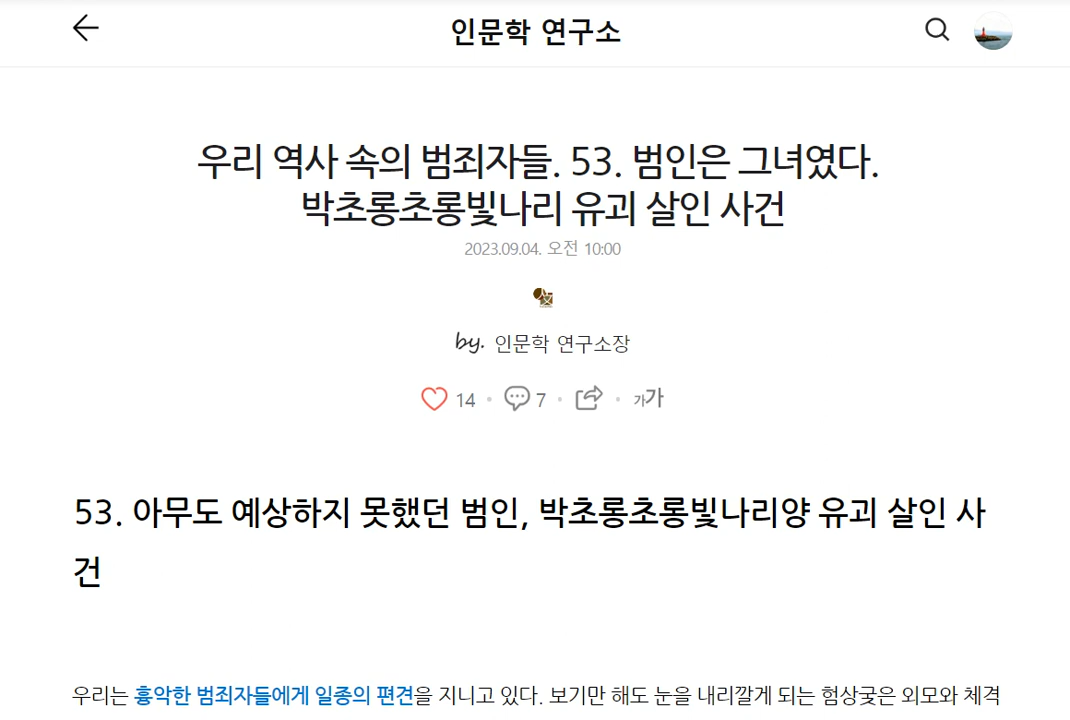 인문학 연구소
우리 역사 속의 범죄자들. 53. 범인은 그녀였다.
박초롱초롱빛나리 유괴 살인 사건
2023.09.04. 오전 10:00
by. 인문학 연구소장
14 7 가가
53. 아무도 예상하지 못했던 범인, 박초롱초롱빛나리양 유괴 살인 사
건
우리는 흉악한 범죄자들에게 일종의 편견을 지니고 있다. 보기만 해도 눈을 내리깔게 되는 험상궂은 외모와 체격